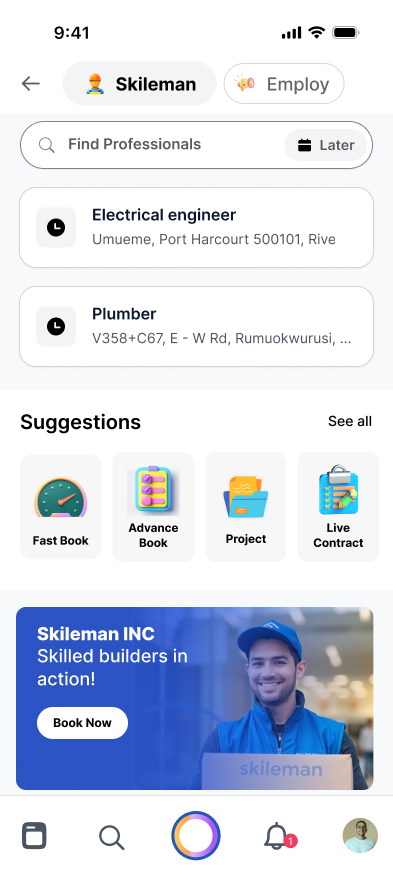 9:41
Skileman
Employ
Find Professionals
Later
Electrical engineer
Umueme, Port Harcourt 500101, Rive
Plumber
V358+C67, E - W Rd, Rumuokwurusi, ...
Suggestions
See all
Fast Book
Advance
Book
Project
Live
Contract
Skileman INC
Skilled builders in
action!
Book Now
skileman
1